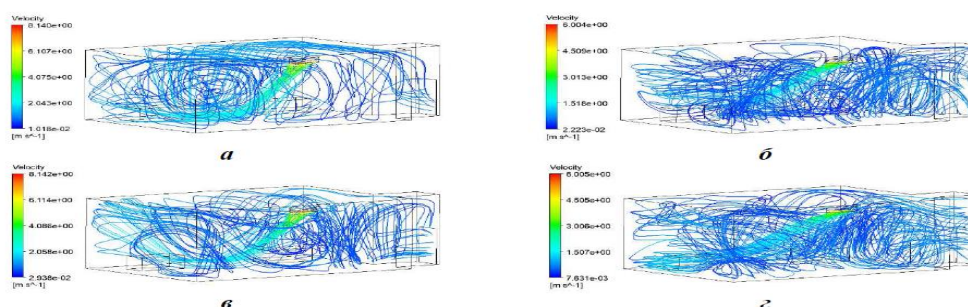 Velocity
8.140e+00
6.107e+00
4.075e+00
2.043e+00
1.018e-02
[m s^-1]
а
Velocity
6.004e+00
4.509e+00
3.013e+00
1.518e+00
2.223e-02
[m s^-1]
б
Velocity
8.142e+00
6.114e+00
4.086e+00
2.058e+00
2.938e-02
[m s^-1]
в
Velocity
6.005e+00
4.505e+00
3.006e+00
1.507e+00
7.631e-03
[m s^-1]
г